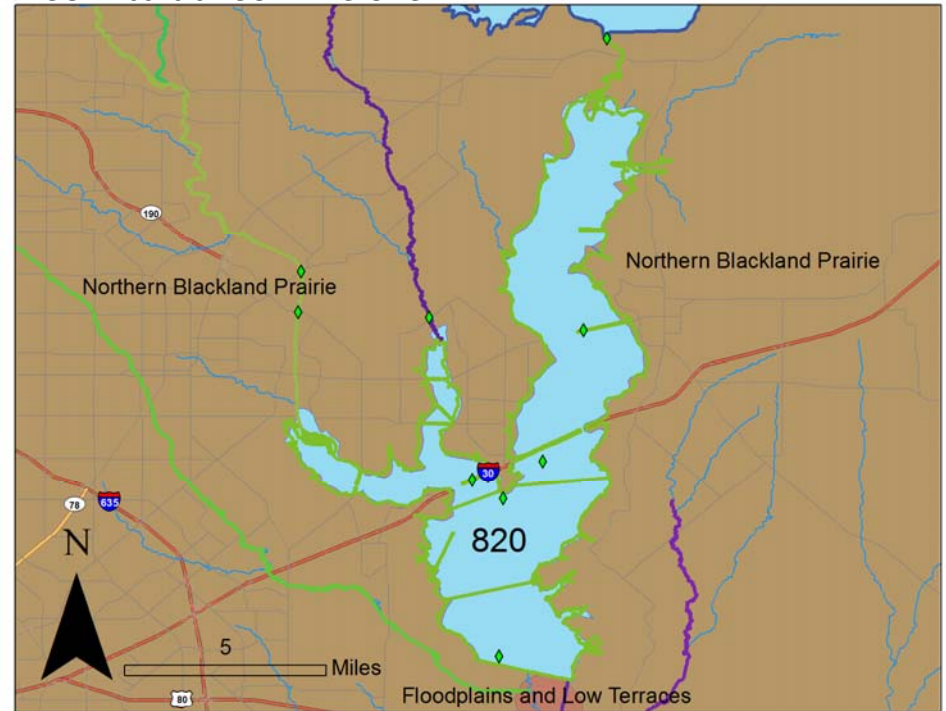 190
Northern Blackland Prairie
Northern Blackland Prairie
30
78
635
820
N
5
Miles
80
Floodplains and Low Terraces